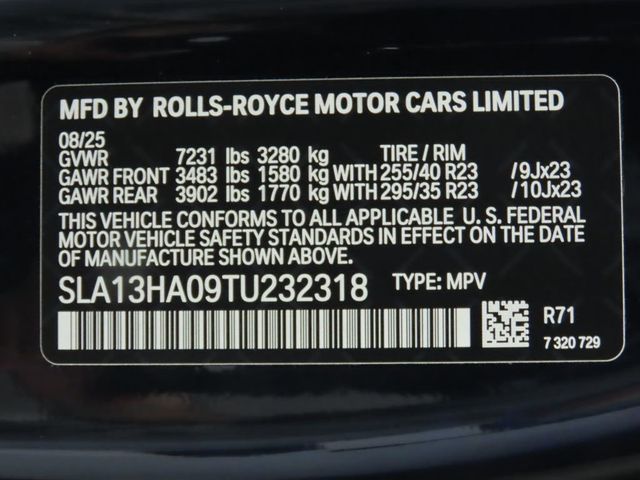 MFD BY ROLLS-ROYCE MOTOR CARS LIMITED
08/25
GVWR 7231 lbs 3280 kg TIRE / RIM
GAWR FRONT 3483 lbs 1580 kg WITH 255/40 R23 /9Jx23
GAWR REAR 3902 lbs 1770 kg WITH 295/35 R23 /10Jx23
THIS VEHICLE CONFORMS TO ALL APPLICABLE U. S. FEDERAL
MOTOR VEHICLE SAFETY STANDARDS IN EFFECT ON THE DATE
OF MANUFACTURE SHOWN ABOVE.
SLA13HA09TU232318 TYPE: MPV
R71
7 320 729